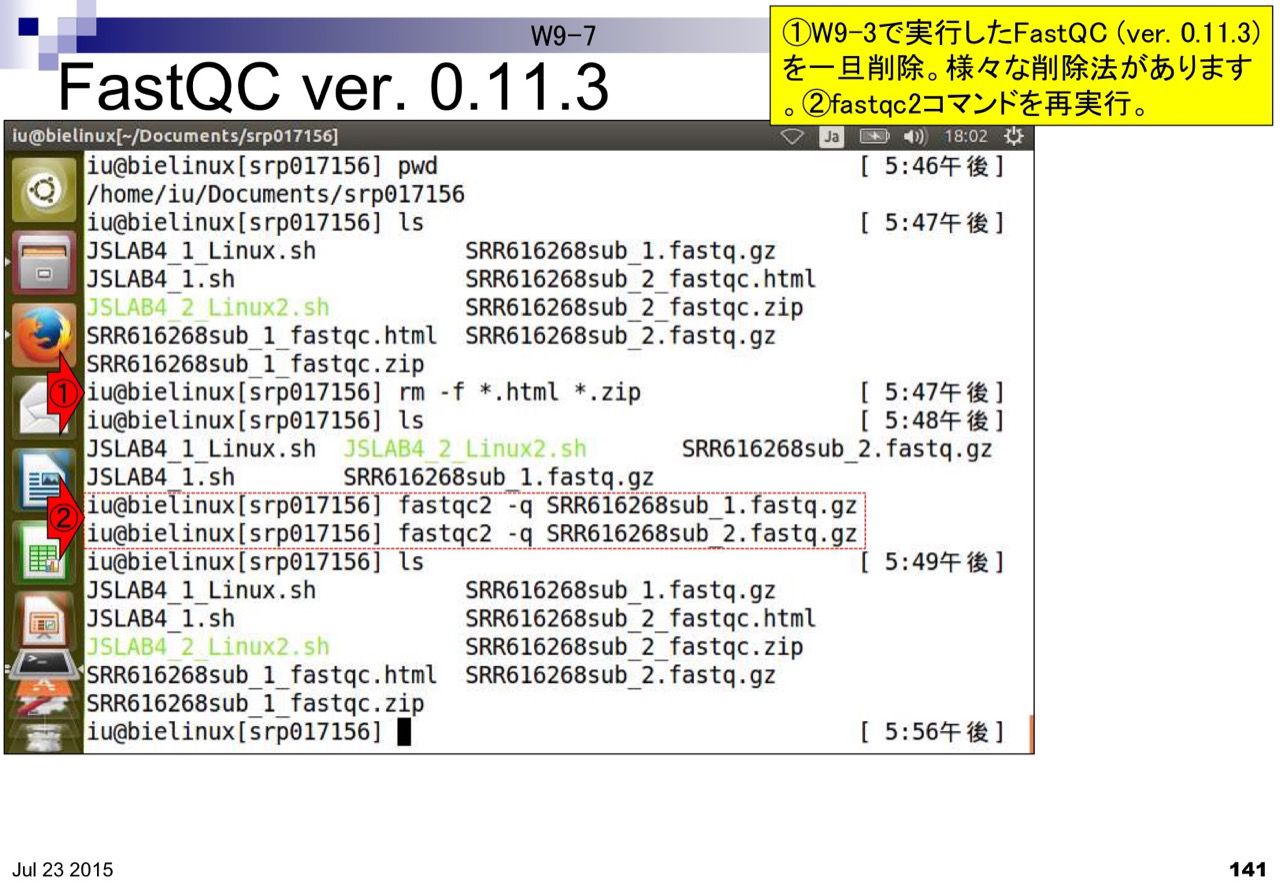 W9-7
FastQC ver. 0.11.3
①W9-3で実行したFastQC (ver. 0.11.3)
を一旦削除。様々な削除法があります
。②fastqc2コマンドを再実行。
iu@bielinux[~/Documents/srp017156] Ja 18:02
iu@bielinux[srp017156] pwd [ 5:46午後]
/home/iu/Documents/srp017156
iu@bielinux[srp017156] ls [ 5:47午後]
JSLAB4_1_Linux.sh SRR616268sub_1.fastq.gz
JSLAB4_1.sh SRR616268sub_2_fastqc.html
JSLAB4_2_Linux2.sh SRR616268sub_2_fastqc.zip
SRR616268sub_1_fastqc.html SRR616268sub_2.fastq.gz
SRR616268sub_1_fastqc.zip
① iu@bielinux[srp017156] rm -f *.html *.zip [ 5:47午後]
iu@bielinux[srp017156] ls [ 5:48午後]
JSLAB4_1_Linux.sh JSLAB4_2_Linux2.sh SRR616268sub_2.fastq.gz
JSLAB4_1.sh SRR616268sub_1.fastq.gz
② iu@bielinux[srp017156] fastqc2 -q SRR616268sub_1.fastq.gz
iu@bielinux[srp017156] fastqc2 -q SRR616268sub_2.fastq.gz
iu@bielinux[srp017156] ls [ 5:49午後]
JSLAB4_1_Linux.sh SRR616268sub_1.fastq.gz
JSLAB4_1.sh SRR616268sub_2_fastqc.html
JSLAB4_2_Linux2.sh SRR616268sub_2_fastqc.zip
SRR616268sub_1_fastqc.html SRR616268sub_2.fastq.gz
SRR616268sub_1_fastqc.zip
iu@bielinux[srp017156] [ 5:56午後]
Jul 23 2015
141